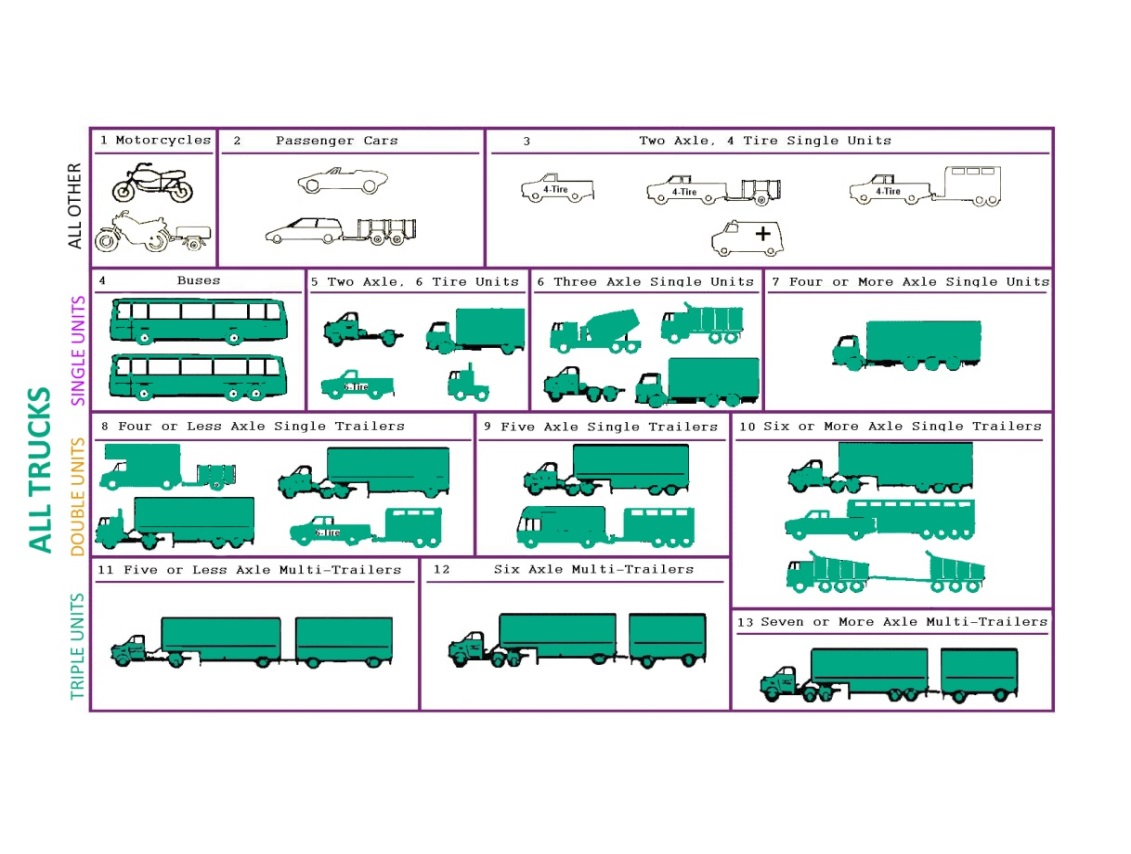 ALL TRUCKS
ALL OTHER
1 Motorcycles
2 Passenger Cars
3 Two Axle, 4 Tire Single Units
4-Tire
4-Tire
4-Tire
SINGLE UNITS
4 Buses
5 Two Axle, 6 Tire Units
6-Tire
6 Three Axle Single Units
7 Four or More Axle Single Units
DOUBLE UNITS
8 Four or Less Axle Single Trailers
6-Tire
9 Five Axle Single Trailers
10 Six or More Axle Single Trailers
TRIPLE UNITS
11 Five or Less Axle Multi-Trailers
12 Six Axle Multi-Trailers
13 Seven or More Axle Multi-Trailers